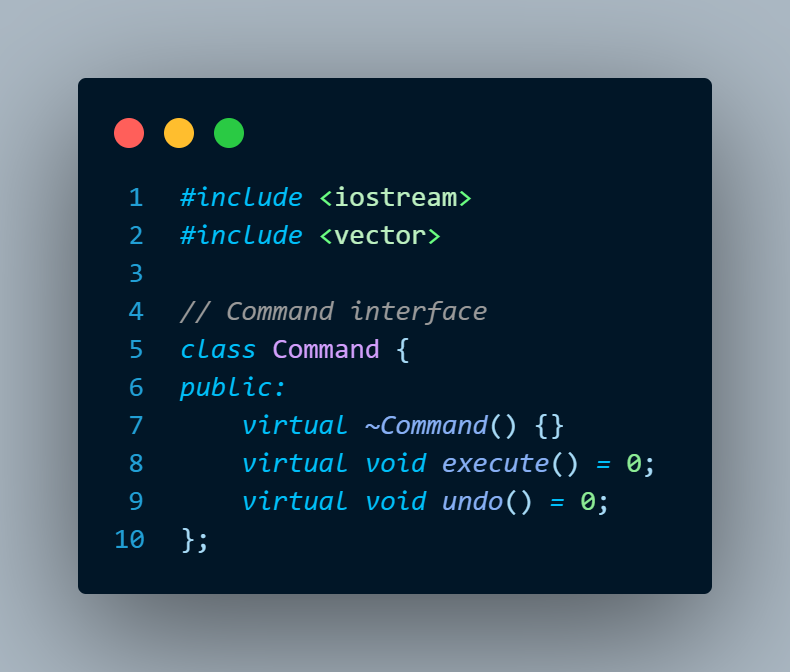 1 #include <iostream>
2 #include <vector>
3
4 // Command interface
5 class Command {
6 public:
7     virtual ~Command() {}
8     virtual void execute() = 0;
9     virtual void undo() = 0;
10 };